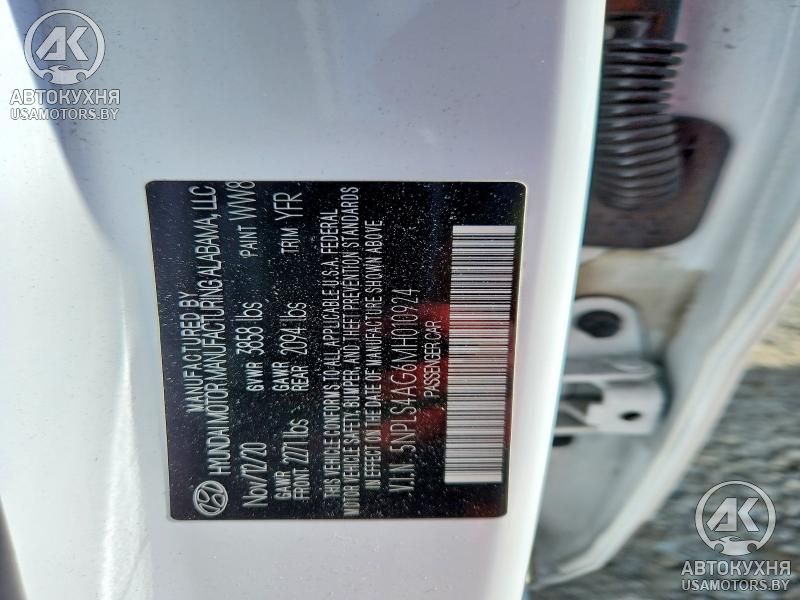 AK
АВТОКУХНЯ
USAMOTORS.BY
MANUFACTURED BY
HYUNDAI MOTOR MANUFACTURING ALABAMA, LLC
Nov/12/20 GVWR 3858 lbs PAINT WW8
GAWR FRONT 2271 lbs GAWR REAR 2094 lbs TRIM YFR
THIS VEHICLE CONFORMS TO ALL APPLICABLE U.S.A. FEDERAL
MOTOR VEHICLE SAFETY, BUMPER, AND THEFT PREVENTION STANDARDS
IN EFFECT ON THE DATE OF MANUFACTURE SHOWN ABOVE
V.I.N: 5NPLS4AG6MH010924
PASSENGER CAR
AK
АВТОКУХНЯ
USAMOTORS.BY